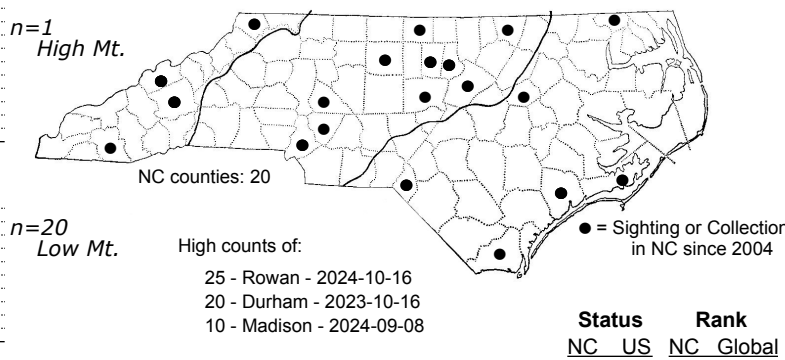 n=1
High Mt.
NC counties: 20
n=20
Low Mt.
High counts of:
25 - Rowan - 2024-10-16
20 - Durham - 2023-10-16
10 - Madison - 2024-09-08
● = Sighting or Collection
in NC since 2004
Status Rank
NC US NC Global